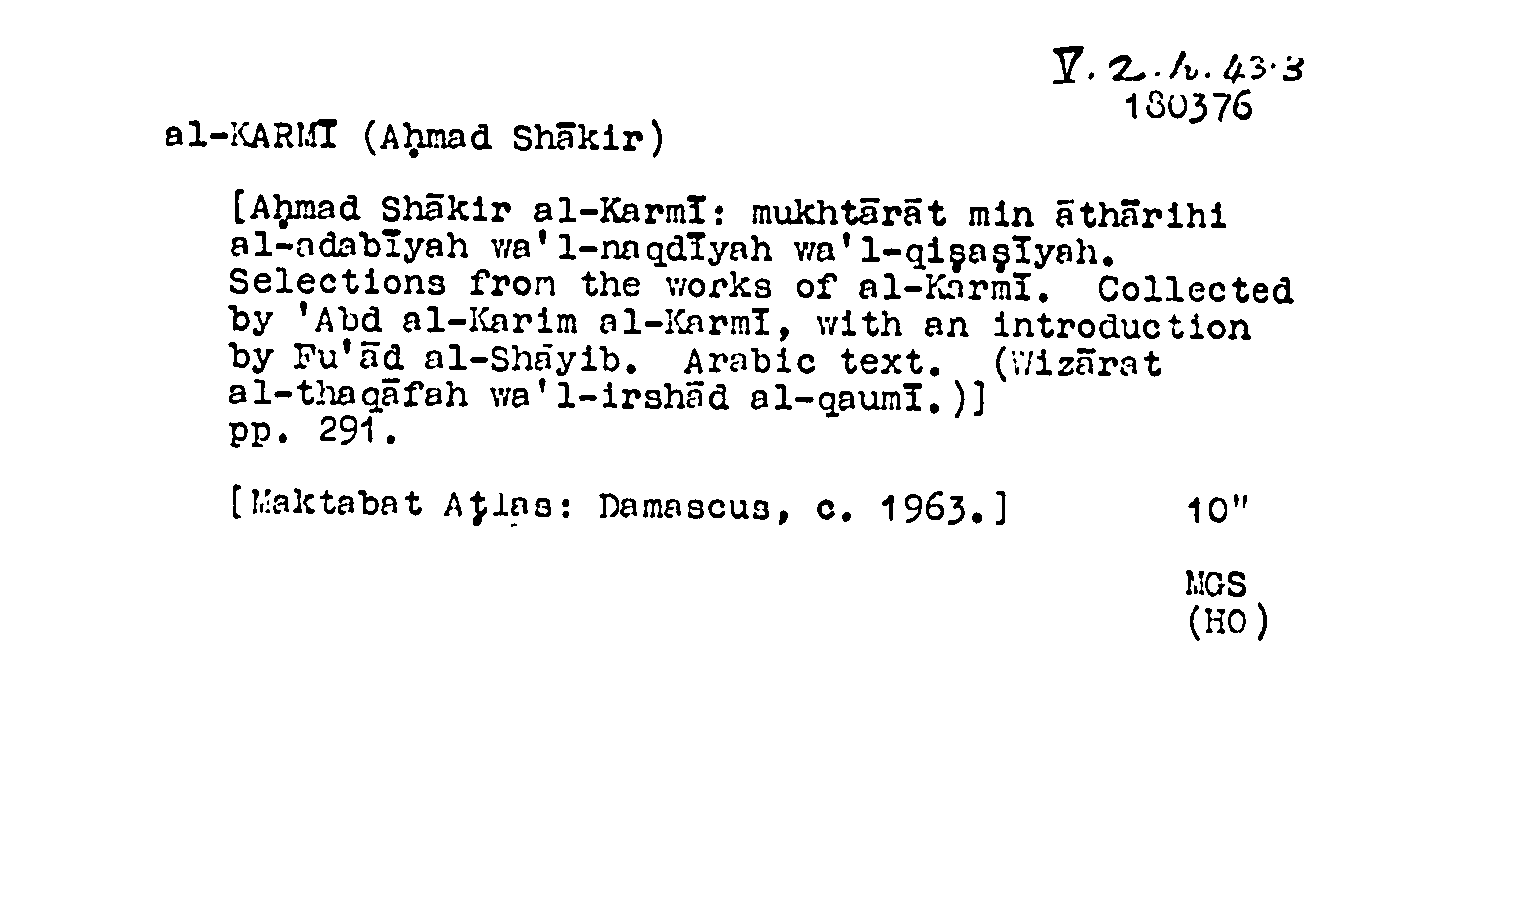 V. 2. h. 43.3
180376
al-KARMĪ (Aḥmad Shākir)
[Aḥmad Shākir al-Karmī: mukhtārāt min āthārihi
al-adabīyah wa'l-naqdīyah wa'l-qiṣaṣīyah.
Selections from the works of al-Karmī. Collected
by 'Abd al-Karim al-Karmī, with an introduction
by Fu'ād al-Shāyib. Arabic text. (Wizārat
al-thaqāfah wa'l-irshād al-qaumī.)]
pp. 291.
[Maktabat Aṭlas: Damascus, c. 1963.] 10"
MGS
(HO)